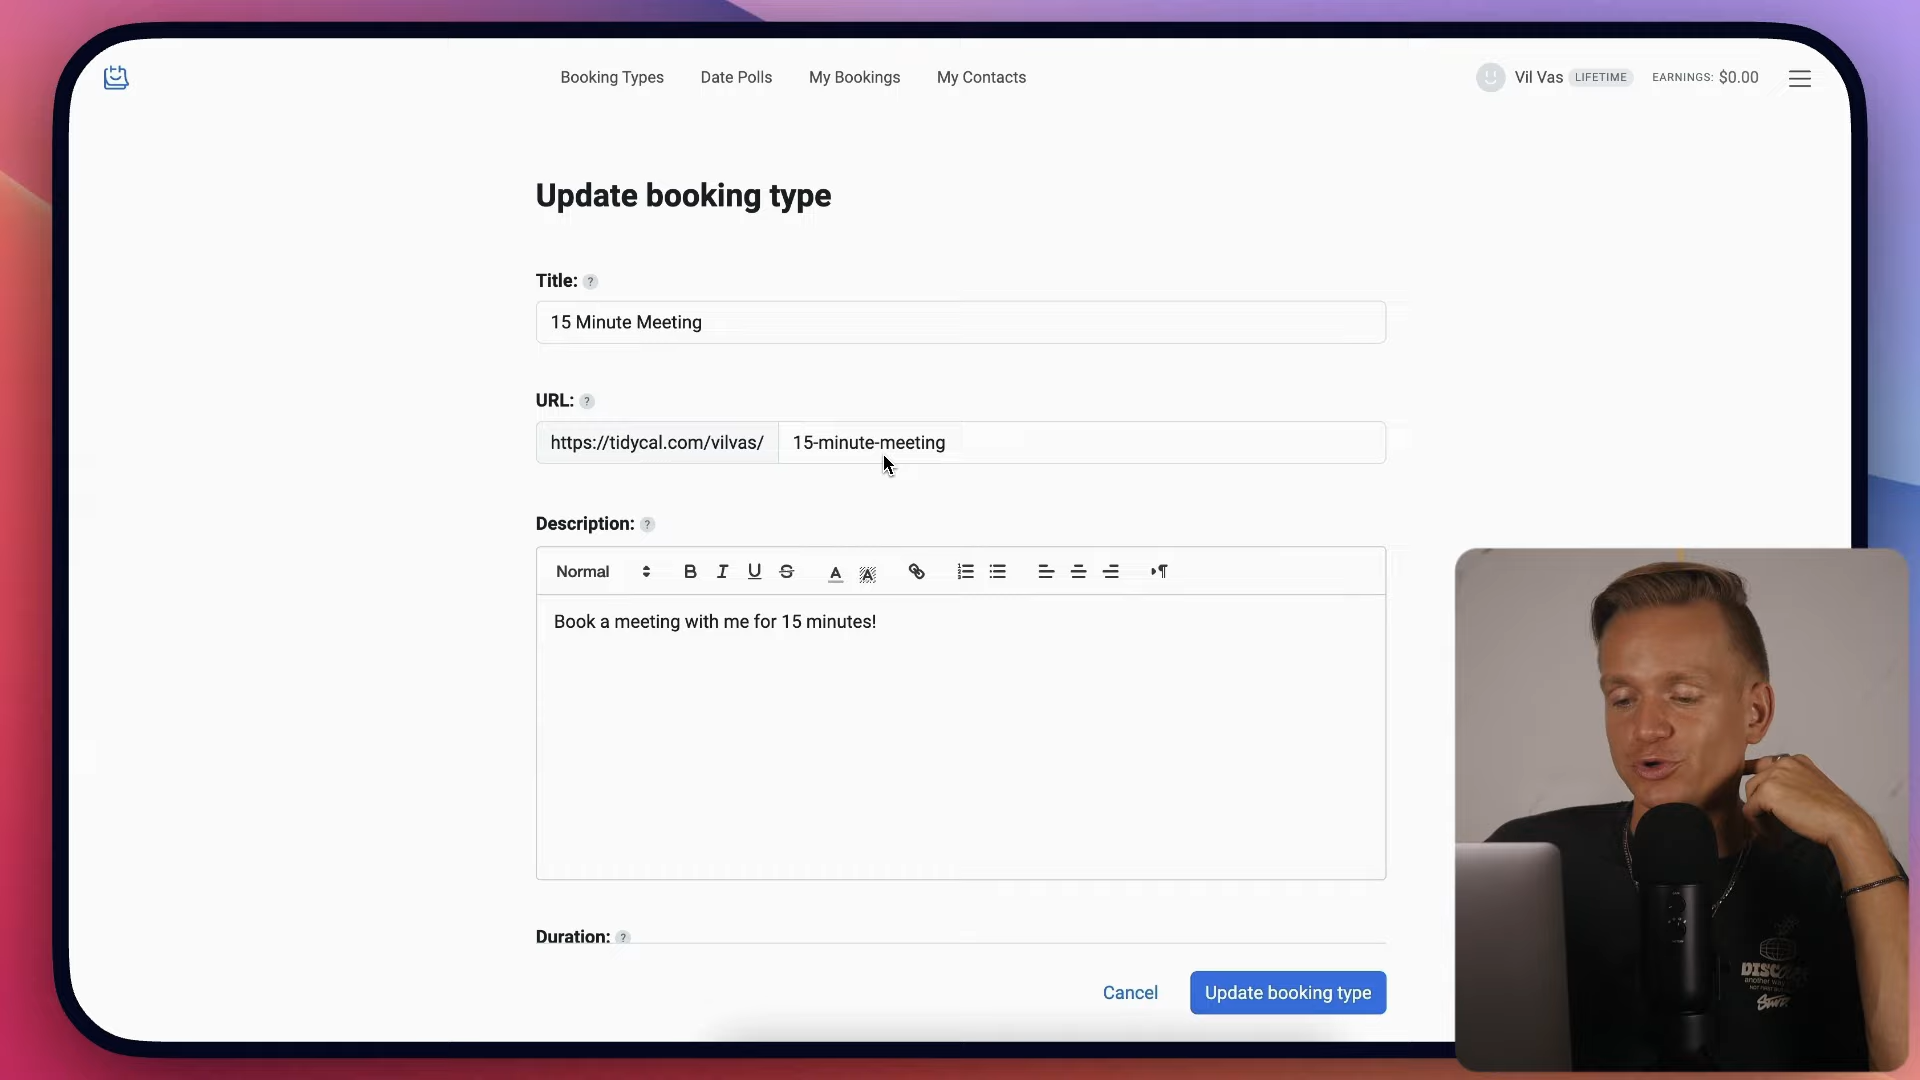 Booking Types Date Polls My Bookings My Contacts
Vil Vas LIFETIME EARNINGS: $0.00
Update booking type
Title: ?
15 Minute Meeting
URL: ?
https://tidycal.com/vilvas/ 15-minute-meeting
Description: ?
Normal B I U S A A
Book a meeting with me for 15 minutes!
Duration: ?
Cancel Update booking type
another way